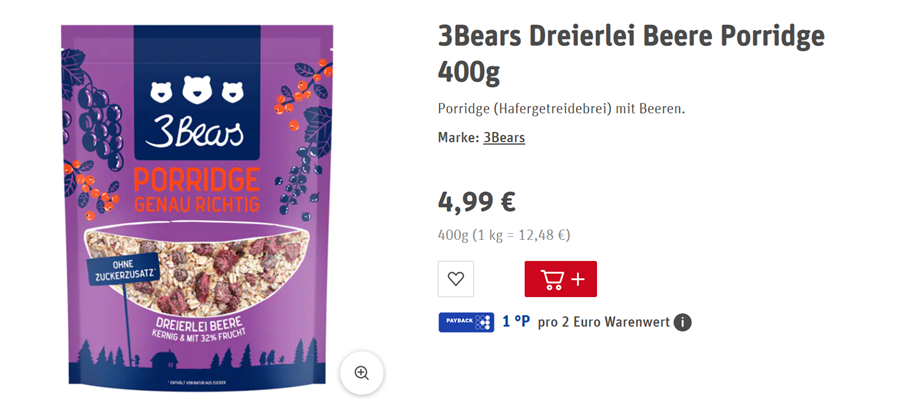 3Bears
PORRIDGE
GENAU RICHTIG
OHNE
ZUCKERZUSATZ*
DREIERLEI BEERE
KERNIG & MIT 32% FRUCHT
* ENTHÄLT VON NATUR AUS ZUCKER
3Bears Dreierlei Beere Porridge
400g
Porridge (Hafergetreidebrei) mit Beeren.
Marke: 3Bears
4,99 €
400g (1 kg = 12,48 €)
PAYBACK 1 °P pro 2 Euro Warenwert i